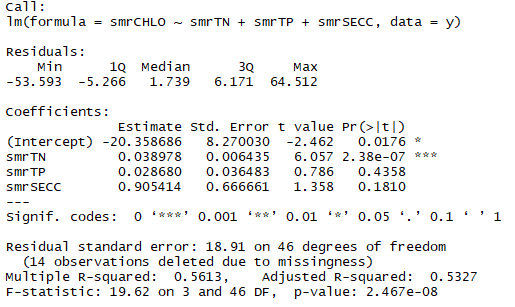 Call:
lm(formula = smrCHLO ~ smrTN + smrTP + smrSECC, data = y)
Residuals:
Min 1Q Median 3Q Max
-53.593 -5.266 1.739 6.171 64.512
Coefficients:
Estimate Std. Error t value Pr(>|t|)
(Intercept) -20.358686 8.270030 -2.462 0.0176 *
smrTN 0.038978 0.006435 6.057 2.38e-07 ***
smrTP 0.028680 0.036483 0.786 0.4358
smrSECC 0.905414 0.666661 1.358 0.1810
---
Signif. codes: 0 ‘***’ 0.001 ‘**’ 0.01 ‘*’ 0.05 ‘.’ 0.1 ‘ ’ 1
Residual standard error: 18.91 on 46 degrees of freedom
(14 observations deleted due to missingness)
Multiple R-squared: 0.5613, Adjusted R-squared: 0.5327
F-statistic: 19.62 on 3 and 46 DF, p-value: 2.467e-08